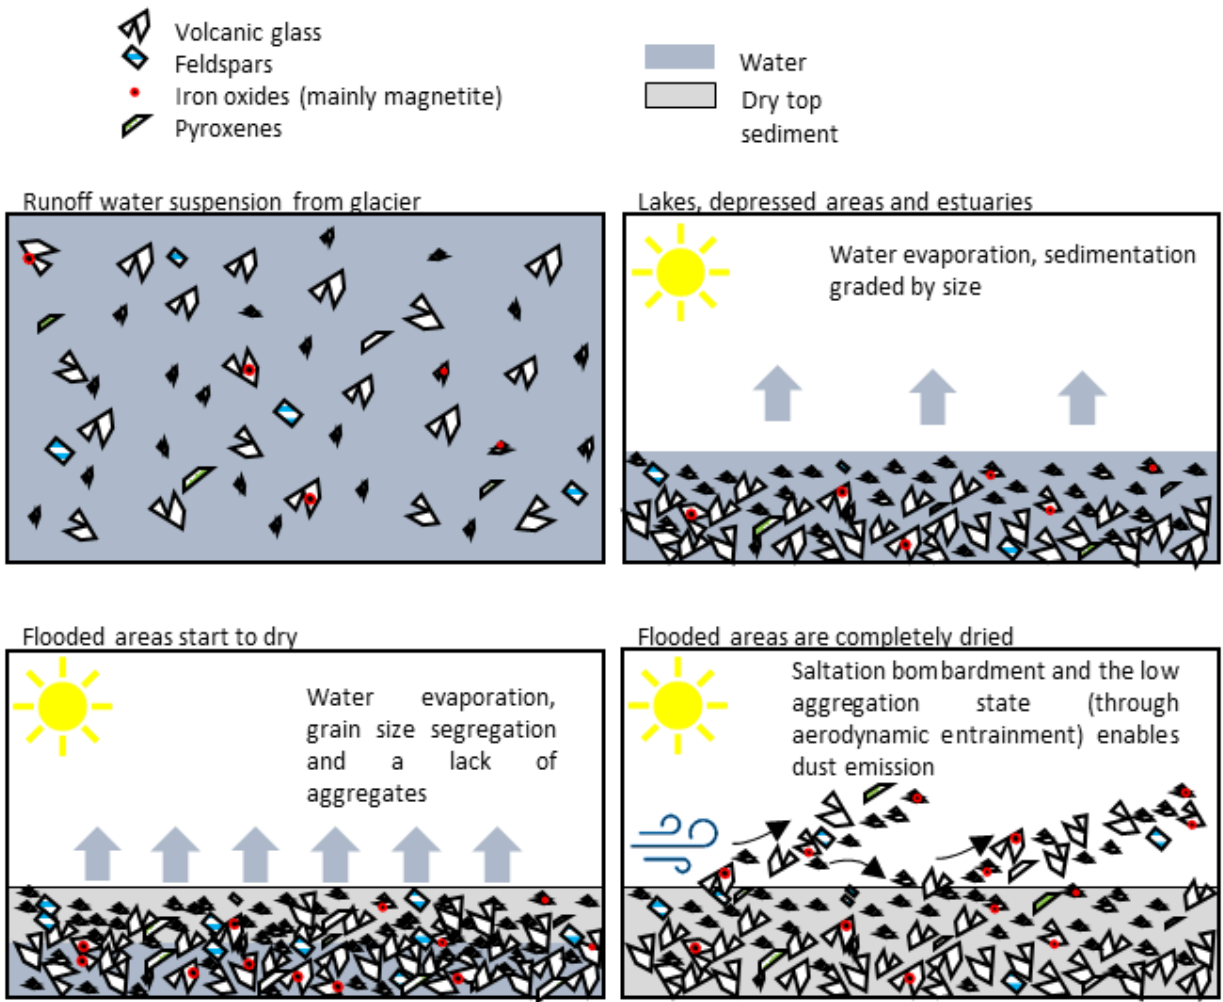 Volcanic glass
Feldspars
Iron oxides (mainly magnetite)
Pyroxenes
Water
Dry top
sediment
Runoff water suspension from glacier
Lakes, depressed areas and estuaries
Water evaporation, sedimentation
graded by size
Flooded areas start to dry
Water evaporation,
grain size segregation
and a lack of
aggregates
Flooded areas are completely dried
Saltation bombardment and the low
aggregation state (through
aerodynamic entrainment) enables
dust emission